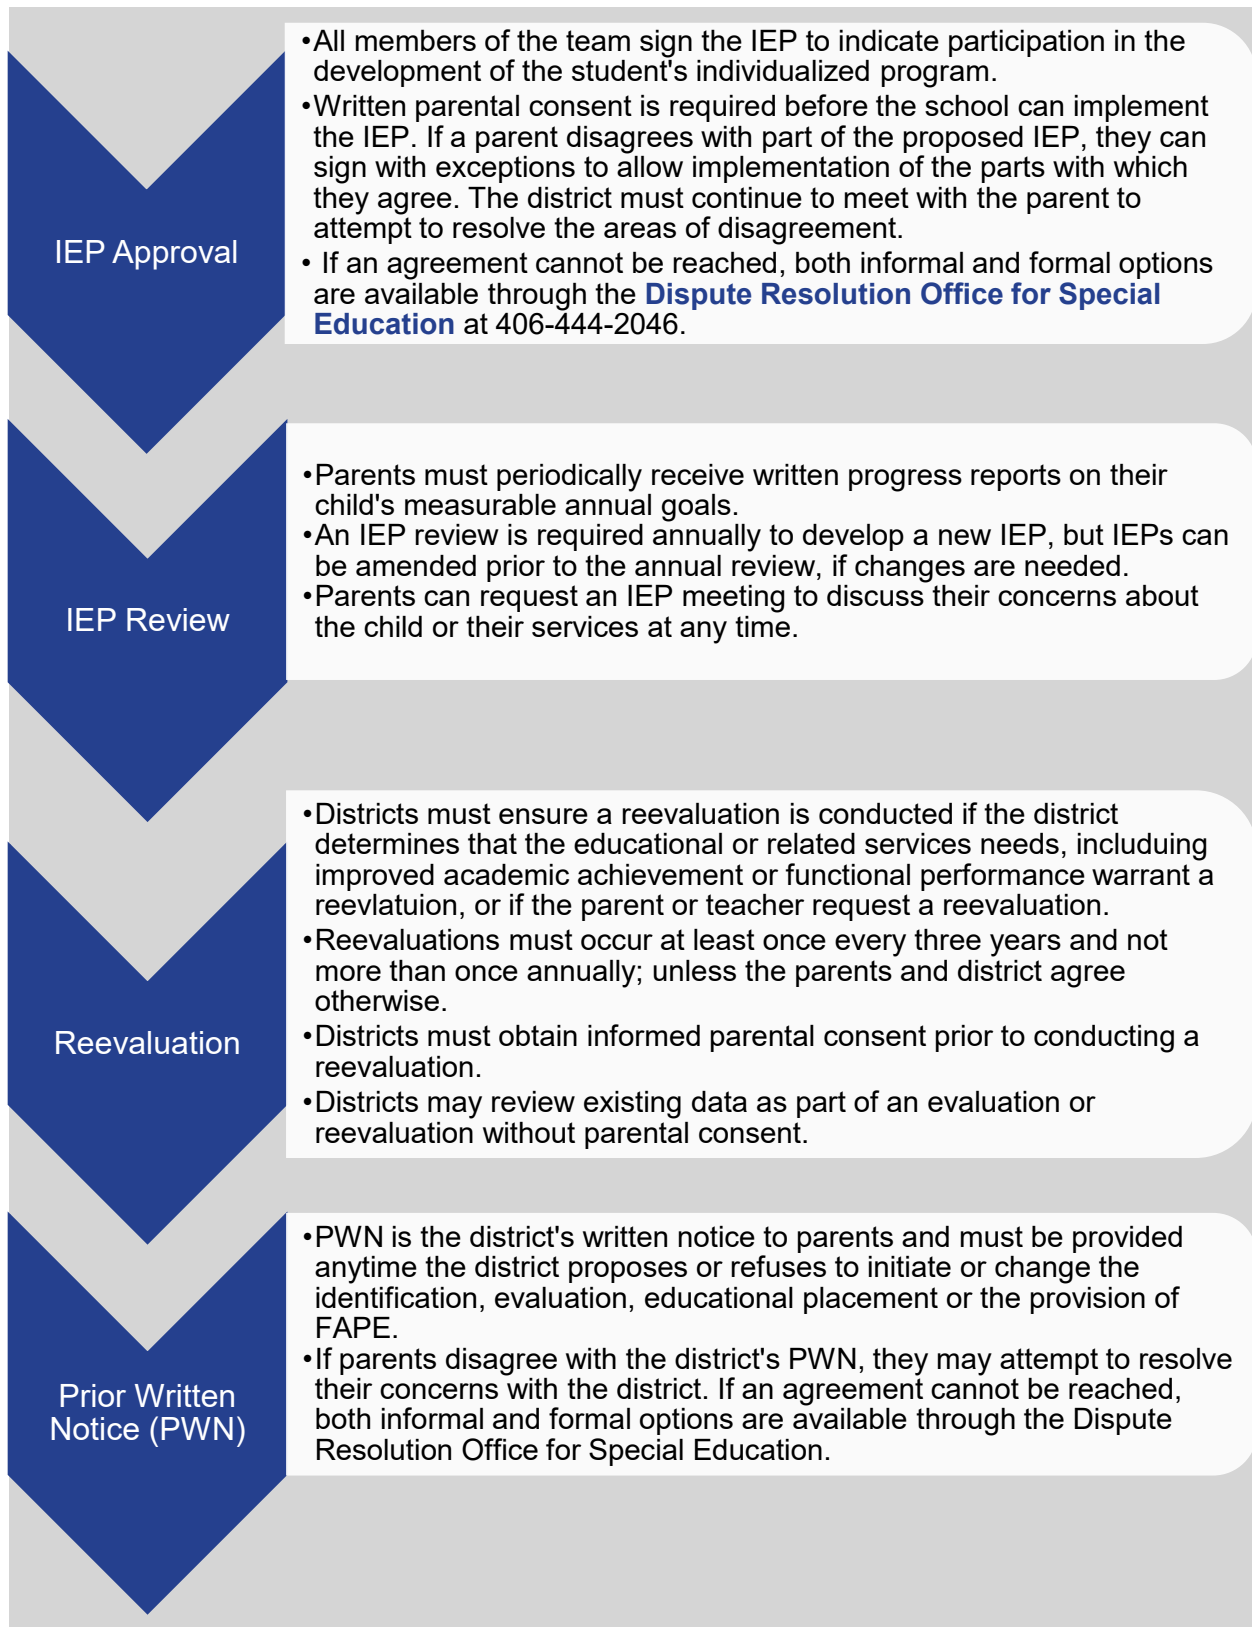 IEP Approval
•All members of the team sign the IEP to indicate participation in the
development of the student's individualized program.
•Written parental consent is required before the school can implement
the IEP. If a parent disagrees with part of the proposed IEP, they can
sign with exceptions to allow implementation of the parts with which
they agree. The district must continue to meet with the parent to
attempt to resolve the areas of disagreement.
• If an agreement cannot be reached, both informal and formal options
are available through the Dispute Resolution Office for Special
Education at 406-444-2046.
IEP Review
•Parents must periodically receive written progress reports on their
child's measurable annual goals.
•An IEP review is required annually to develop a new IEP, but IEPs can
be amended prior to the annual review, if changes are needed.
•Parents can request an IEP meeting to discuss their concerns about
the child or their services at any time.
Reevaluation
•Districts must ensure a reevaluation is conducted if the district
determines that the educational or related services needs, includuing
improved academic achievement or functional performance warrant a
reevlatuion, or if the parent or teacher request a reevaluation.
•Reevaluations must occur at least once every three years and not
more than once annually; unless the parents and district agree
otherwise.
•Districts must obtain informed parental consent prior to conducting a
reevaluation.
•Districts may review existing data as part of an evaluation or
reevaluation without parental consent.
Prior Written
Notice (PWN)
•PWN is the district's written notice to parents and must be provided
anytime the district proposes or refuses to initiate or change the
identification, evaluation, educational placement or the provision of
FAPE.
•If parents disagree with the district's PWN, they may attempt to resolve
their concerns with the district. If an agreement cannot be reached,
both informal and formal options are available through the Dispute
Resolution Office for Special Education.